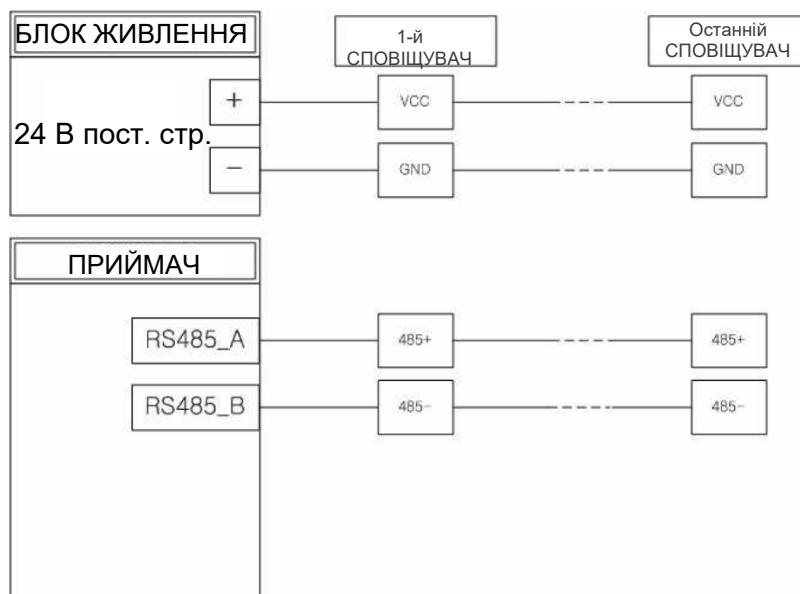 БЛОК ЖИВЛЕННЯ
1-й
СПОВІЩУВАЧ
Останній
СПОВІЩУВАЧ
+
VCC
VCC
24 В пост. стр.
−
GND
GND
ПРИЙМАЧ
RS485_A
485+
485+
RS485_B
485−
485−